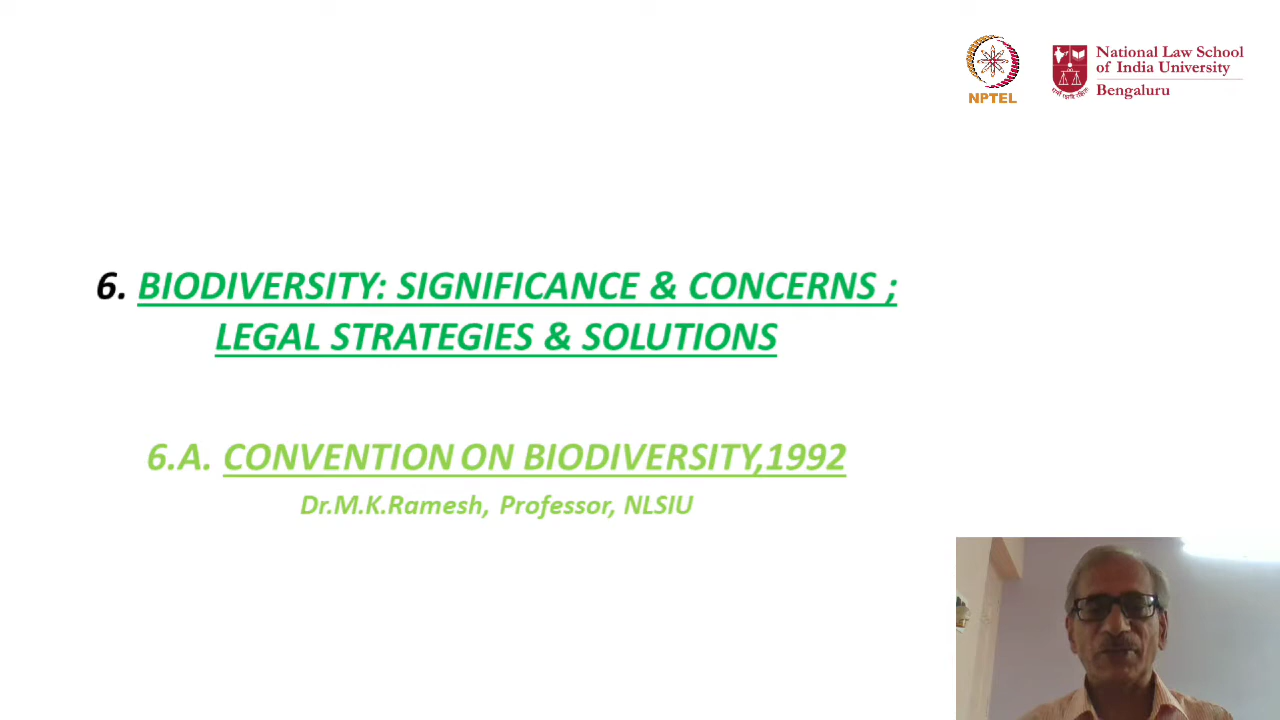 NPTEL
National Law School
of India University
Bengaluru
6. BIODIVERSITY: SIGNIFICANCE & CONCERNS ;
LEGAL STRATEGIES & SOLUTIONS
6.A. CONVENTION ON BIODIVERSITY,1992
Dr.M.K.Ramesh, Professor, NLSIU